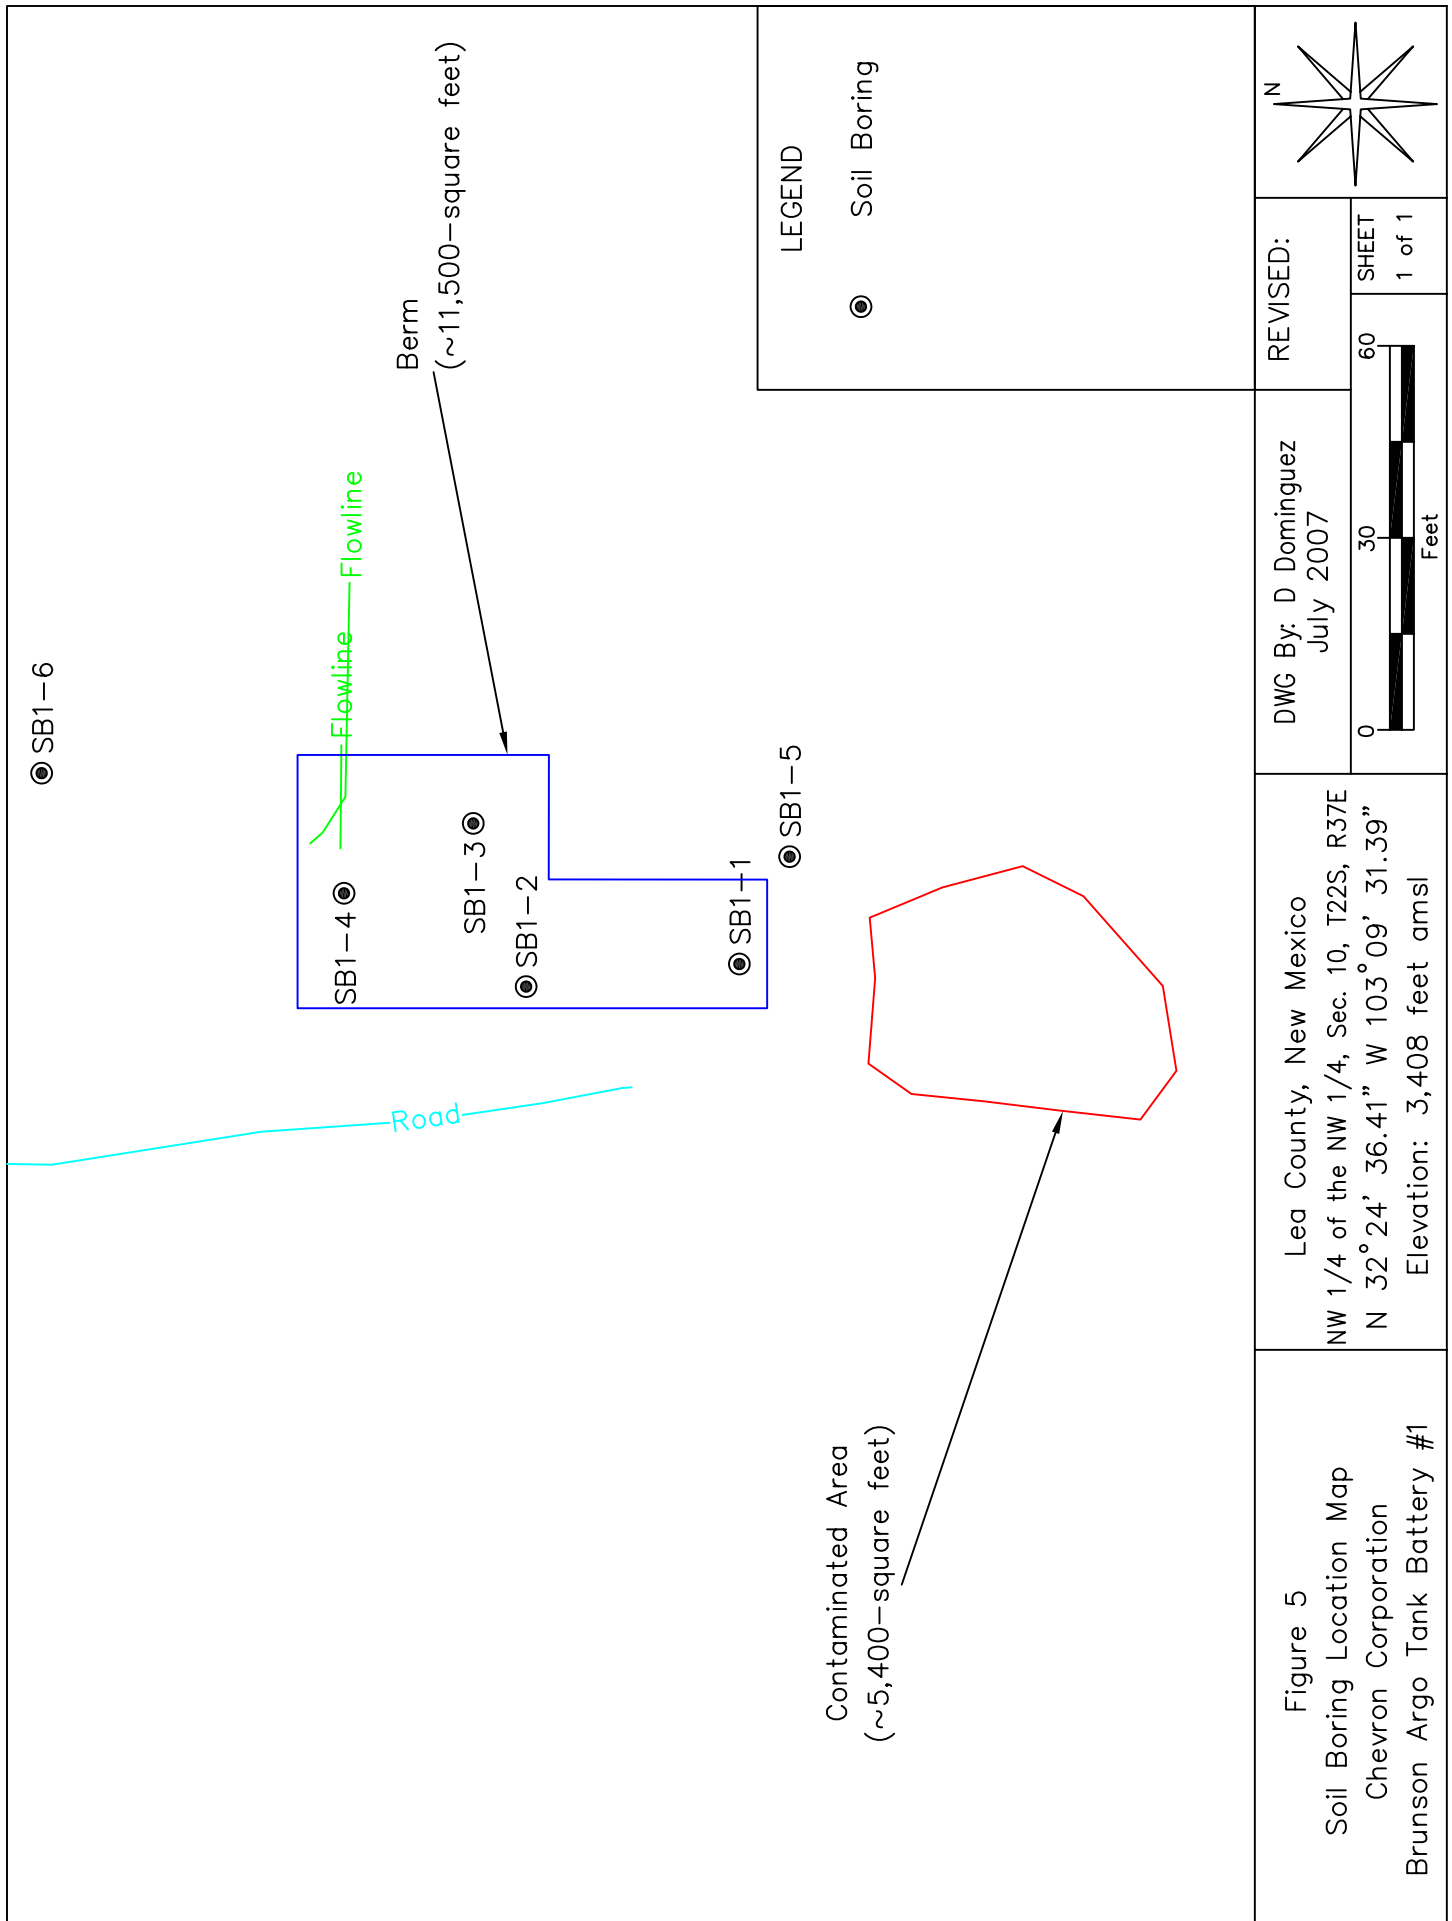 SB1-6
Flowline
Flowline
Berm
(~11,500-square feet)
SB1-4
SB1-3
SB1-2
SB1-1
SB1-5
Road
Contaminated Area
(~5,400-square feet)
LEGEND
Soil Boring
Figure 5
Soil Boring Location Map
Chevron Corporation
Brunson Argo Tank Battery #1
Lea County, New Mexico
NW 1/4 of the NW 1/4, Sec. 10, T22S, R37E
N 32° 24' 36.41" W 103° 09' 31.39"
Elevation: 3,408 feet amsl
DWG By: D Dominguez
July 2007
REVISED:
0 30 60
Feet
SHEET
1 of 1
N